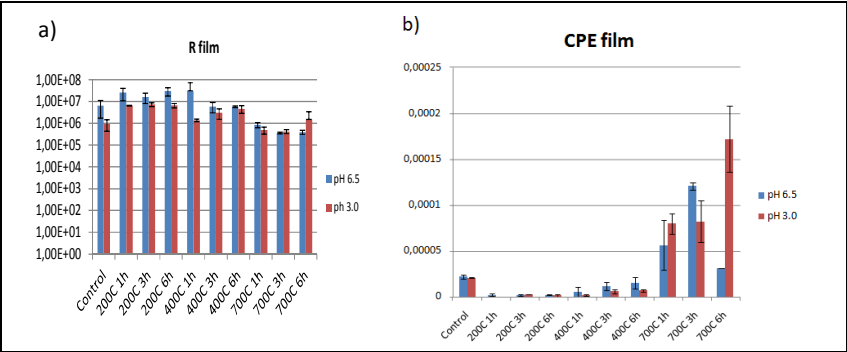 a)
R film
1,00E+08
1,00E+07
1,00E+06
1,00E+05
1,00E+04
1,00E+03
1,00E+02
1,00E+01
1,00E+00
pH 6.5
ph 3.0
Control
200C 1h
200C 3h
200C 6h
400C 1h
400C 3h
400C 6h
700C 1h
700C 3h
700C 6h
b)
CPE film
0,00025
0,0002
0,00015
0,0001
0,00005
0
pH 6.5
pH 3.0
Control
200C 1h
200C 3h
200C 6h
400C 1h
400C 3h
400C 6h
700C 1h
700C 3h
700C 6h